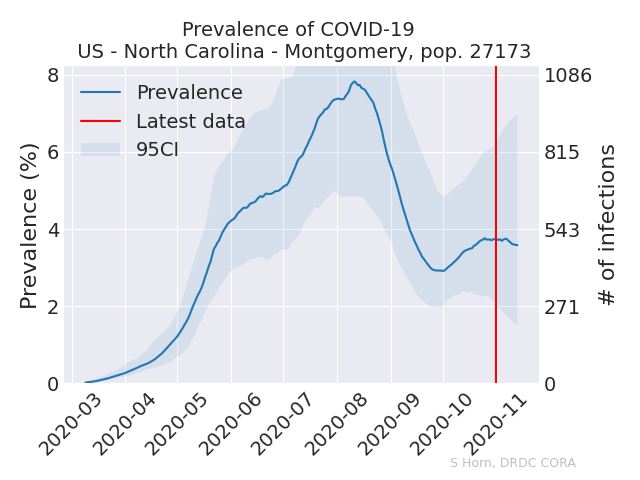 Prevalence of COVID-19
US - North Carolina - Montgomery, pop. 27173
Prevalence
Latest data
95CI
Prevalence (%)
8
6
4
2
0
1086
815
543
271
0
# of infections
2020-03
2020-04
2020-05
2020-06
2020-07
2020-08
2020-09
2020-10
2020-11
S Horn, DRDC CORA